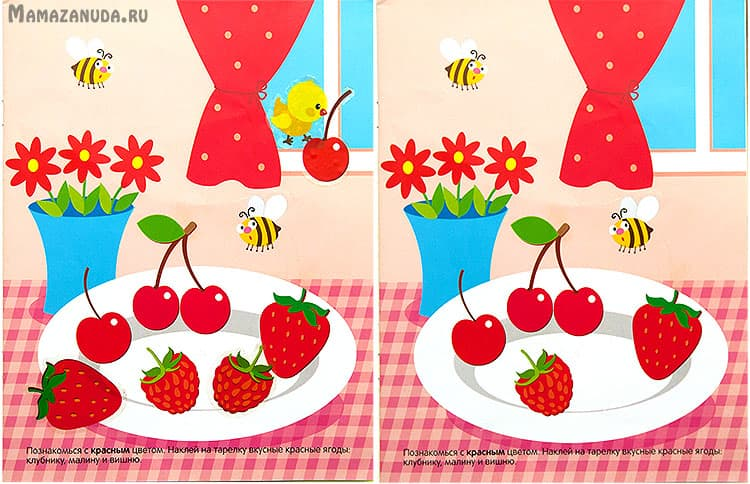 Mamazanuda.ru
Познакомься с красным цветом. Наклей на тарелку вкусные красные ягоды:
клубнику, малину и вишню.
Познакомься с красным цветом. Наклей на тарелку вкусные красные ягоды:
клубнику, малину и вишню.